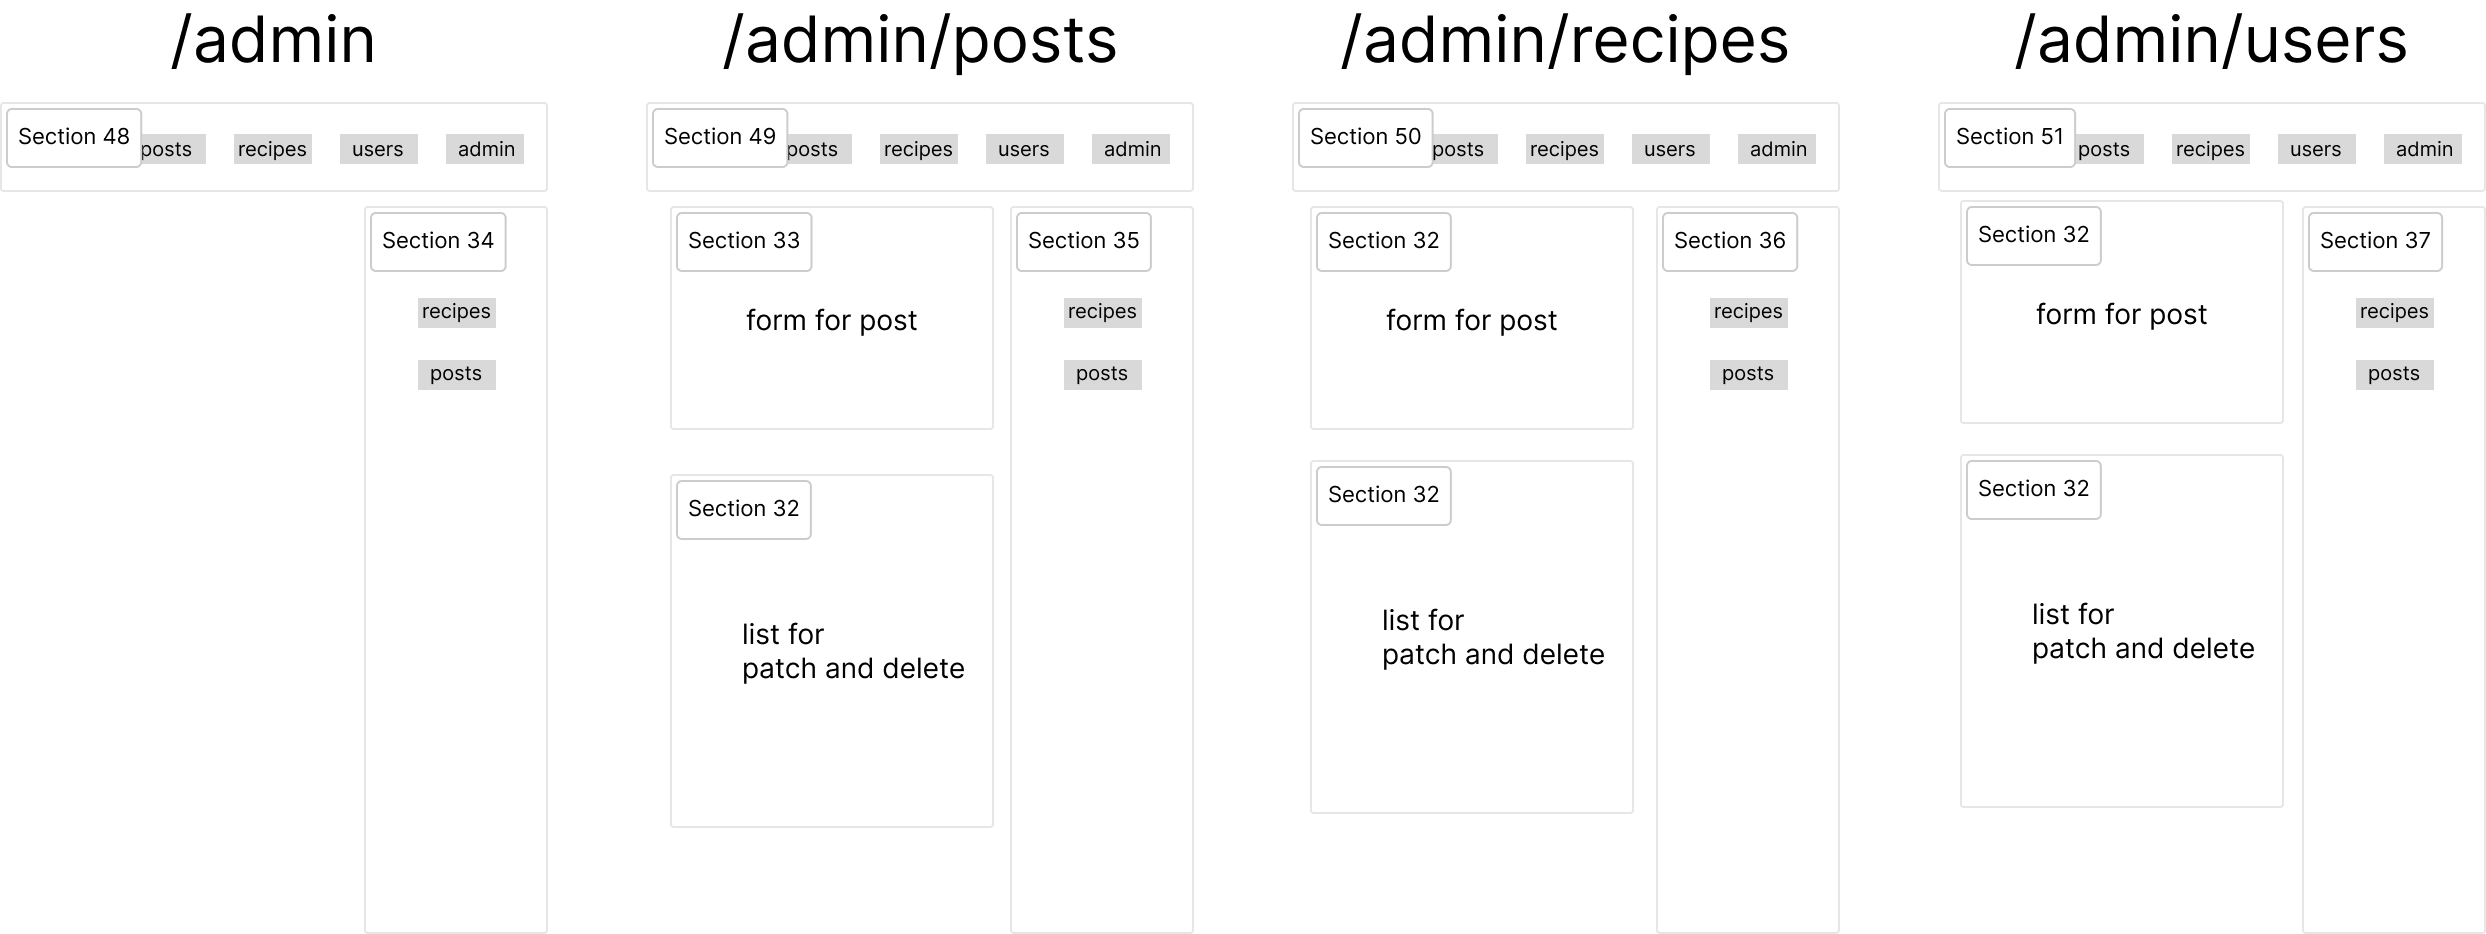 /admin
Section 48
posts
recipes
users
admin
Section 34
recipes
posts
/admin/posts
Section 49
posts
recipes
users
admin
Section 33
form for post
Section 32
list for
patch and delete
Section 35
recipes
posts
/admin/recipes
Section 50
posts
recipes
users
admin
Section 32
form for post
Section 32
list for
patch and delete
Section 36
recipes
posts
/admin/users
Section 51
posts
recipes
users
admin
Section 32
form for post
Section 32
list for
patch and delete
Section 37
recipes
posts